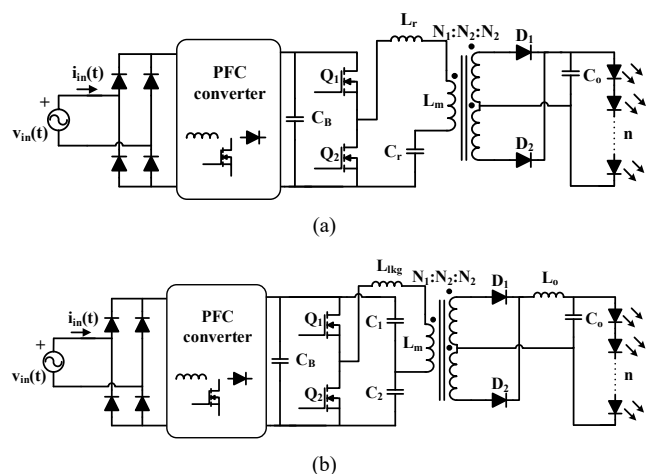 i_in(t)
+
v_in(t)
PFC
converter
C_B
Q_1
Q_2
L_r
C_r
L_m
N_1:N_2:N_2
D_1
D_2
C_o
n
(a)
i_in(t)
+
v_in(t)
PFC
converter
C_B
Q_1
Q_2
L_lkg
C_1
C_2
L_m
N_1:N_2:N_2
D_1
D_2
L_o
C_o
n
(b)